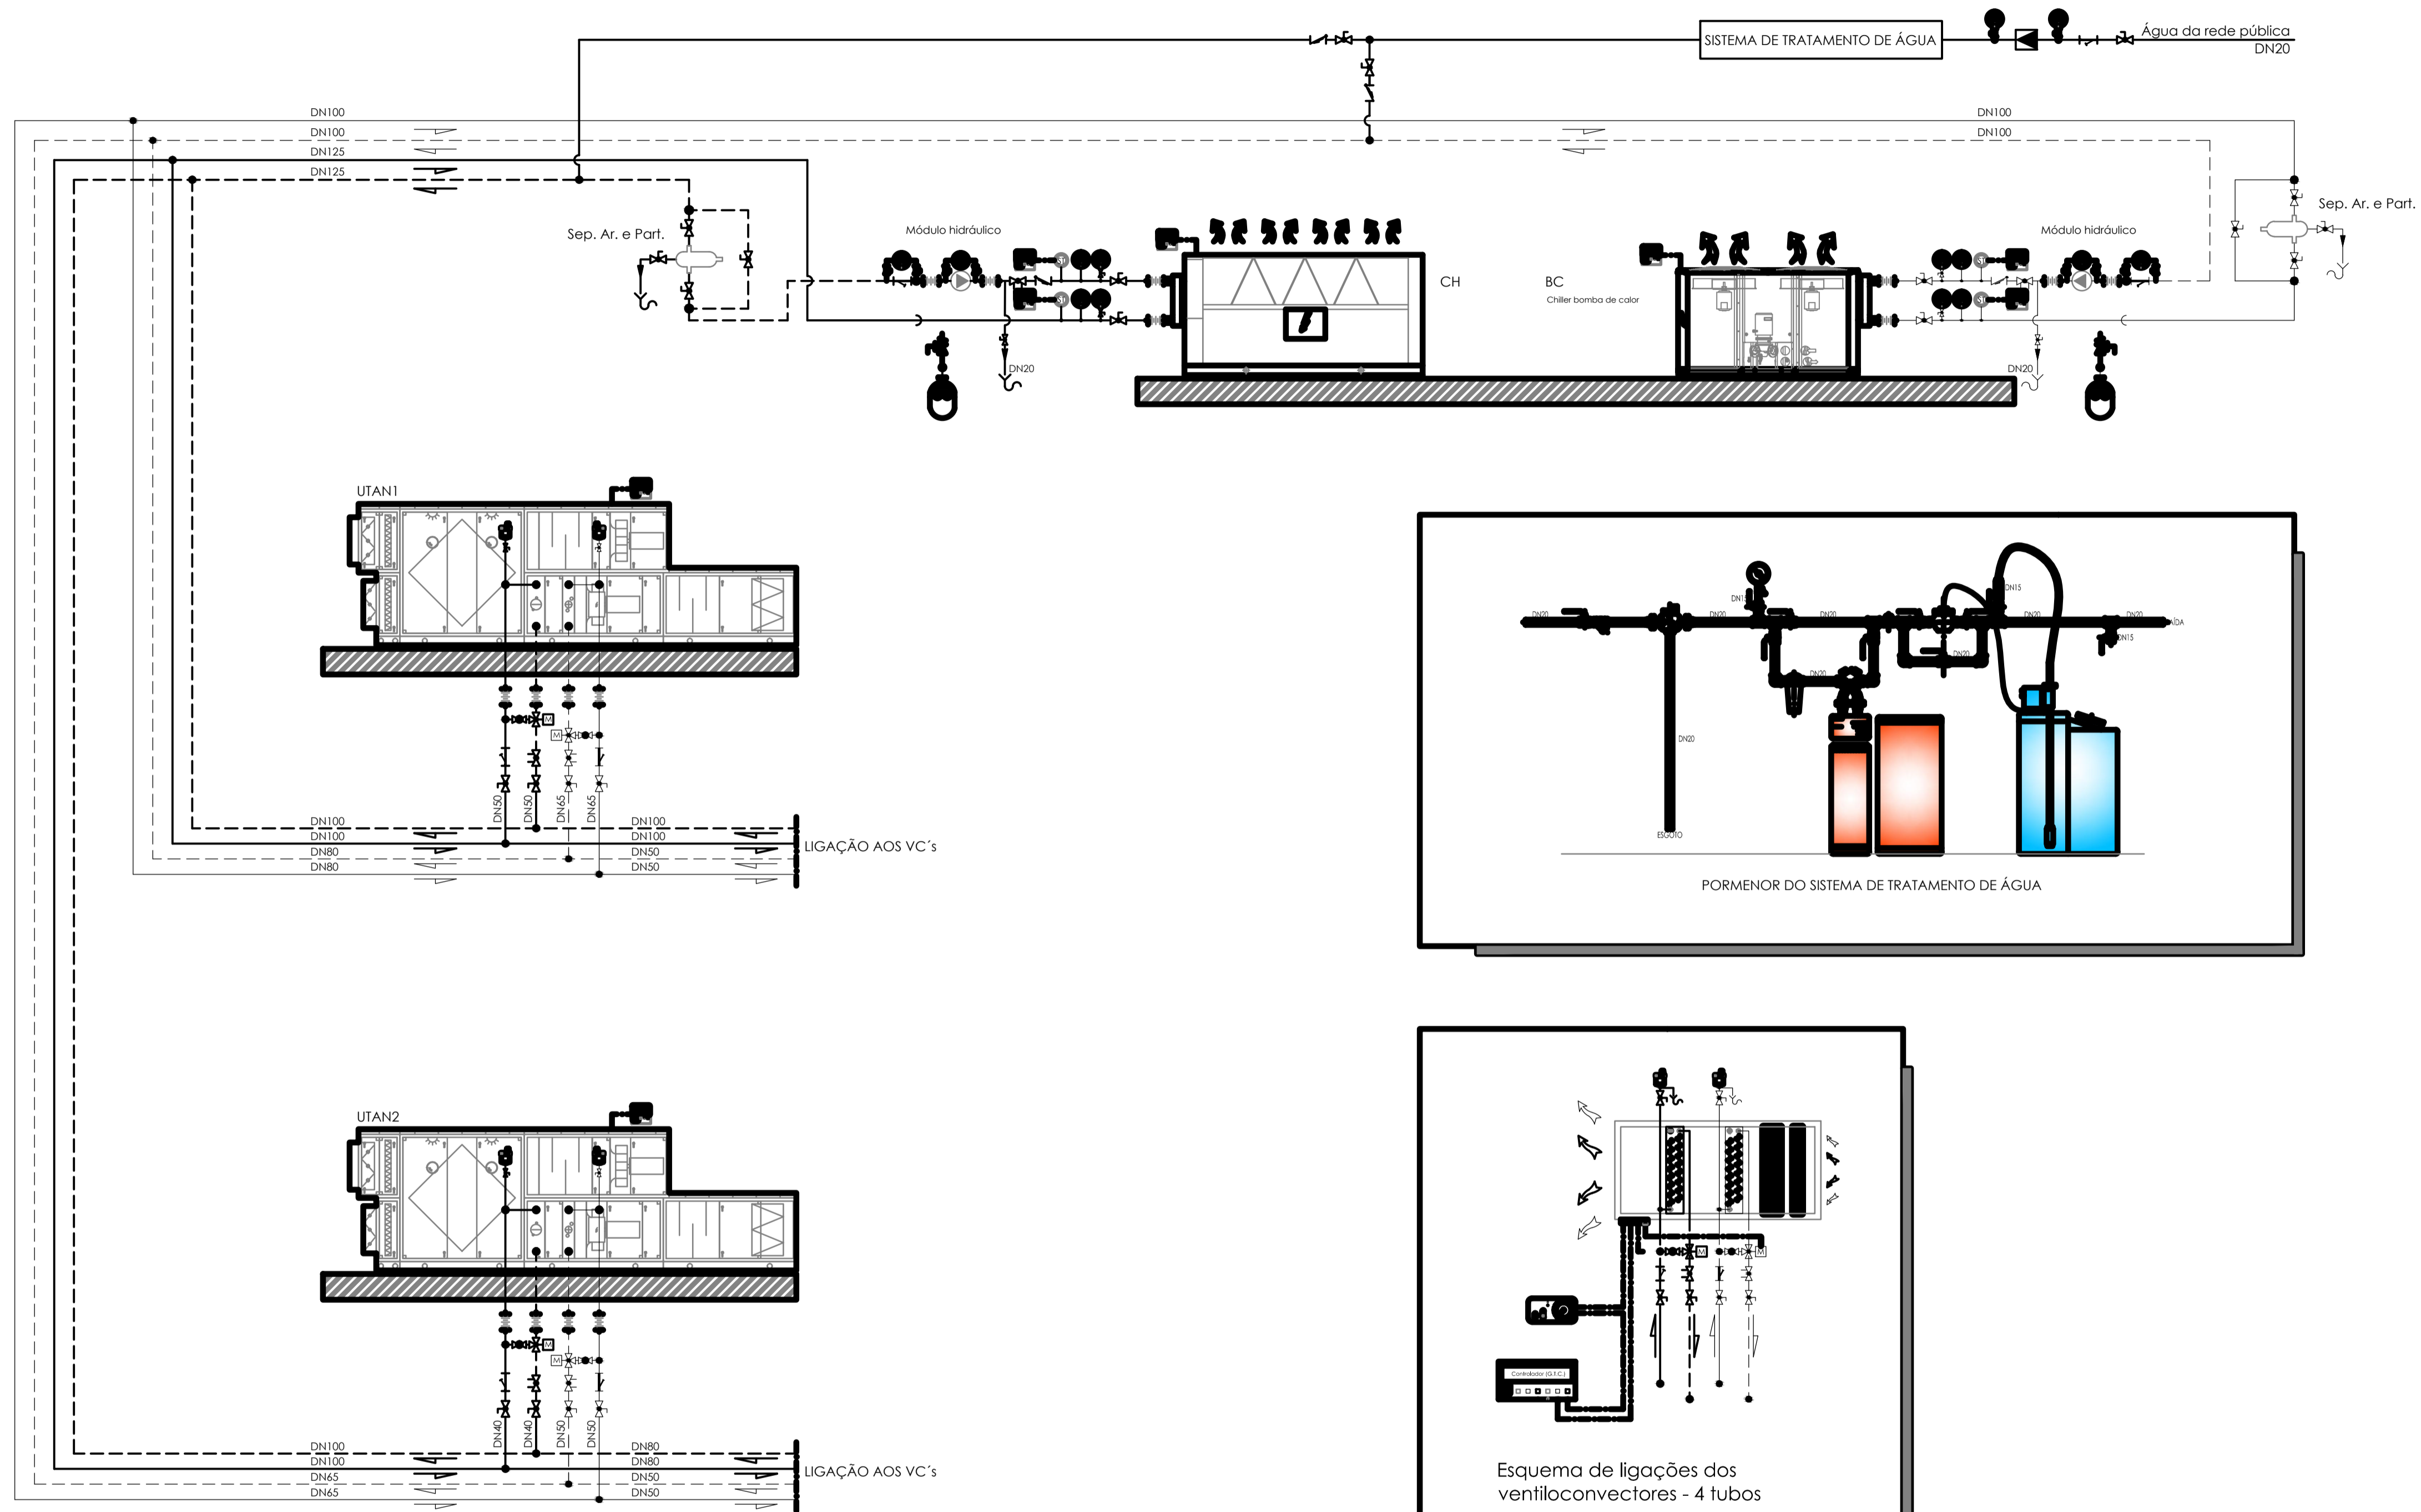 SISTEMA DE TRATAMENTO DE ÁGUA
Água da rede pública
DN20
DN100
DN100
DN125
DN125
DN100
DN100
Sep. Ar. e Part.
Módulo hidráulico
CH
BC
Chiller bomba de calor
Módulo hidráulico
Sep. Ar. e Part.
DN20
DN20
UTAN1
M
M
DN50
DN50
DN65
DN65
DN100
DN100
DN80
DN80
DN100
DN100
DN50
DN50
LIGAÇÃO AOS VC´s
DN20
DN20
DN15
DN20
DN20
DN20
DN15
DN20
DN20
DN15
DN20
ESGOTO
PORMENOR DO SISTEMA DE TRATAMENTO DE ÁGUA
UTAN2
M
M
DN40
DN40
DN50
DN50
DN100
DN100
DN65
DN65
DN80
DN80
DN50
DN50
LIGAÇÃO AOS VC´s
M
M
Controlador (G.T.C.)
Esquema de ligações dos
ventiloconvectores - 4 tubos